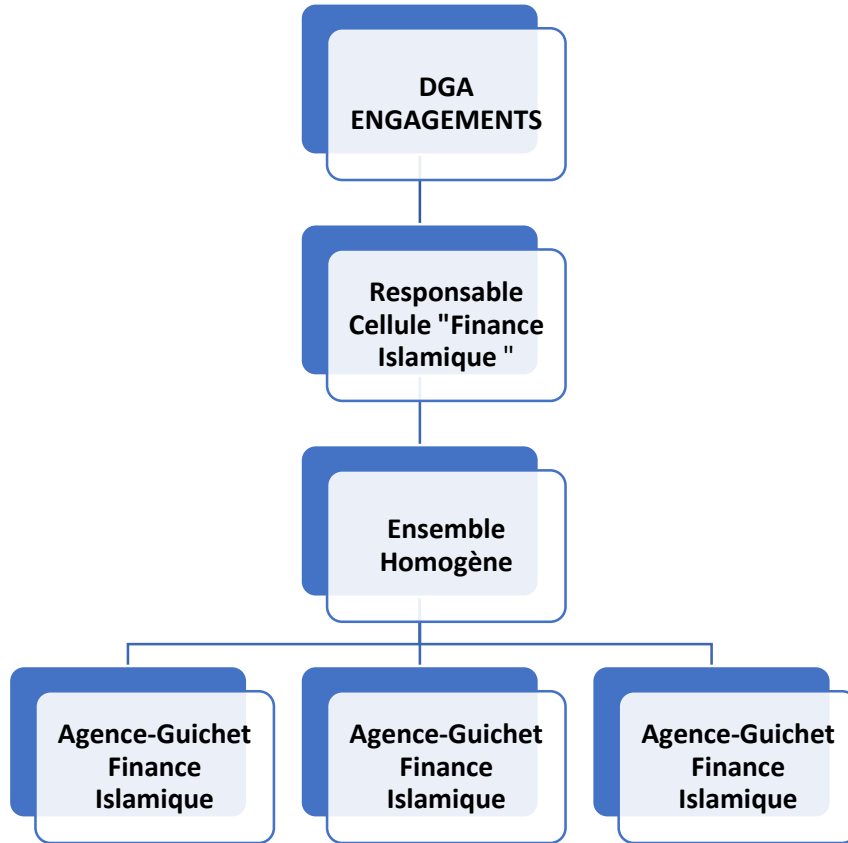 DGA
ENGAGEMENTS
Responsable
Cellule "Finance
Islamique "
Ensemble
Homogène
Agence-Guichet
Finance
Islamique
Agence-Guichet
Finance
Islamique
Agence-Guichet
Finance
Islamique